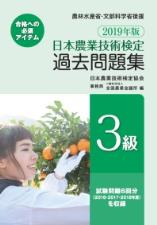 合格への
必須
アイテム
農林水産省・文部科学省後援
2019年版
日本農業技術検定
過去問題集
日本農業技術検定協会
事務局 一般社団法人 全国農業会議所 編
3級
試験問題6回分
(2016・2017・2018年度)
を収録